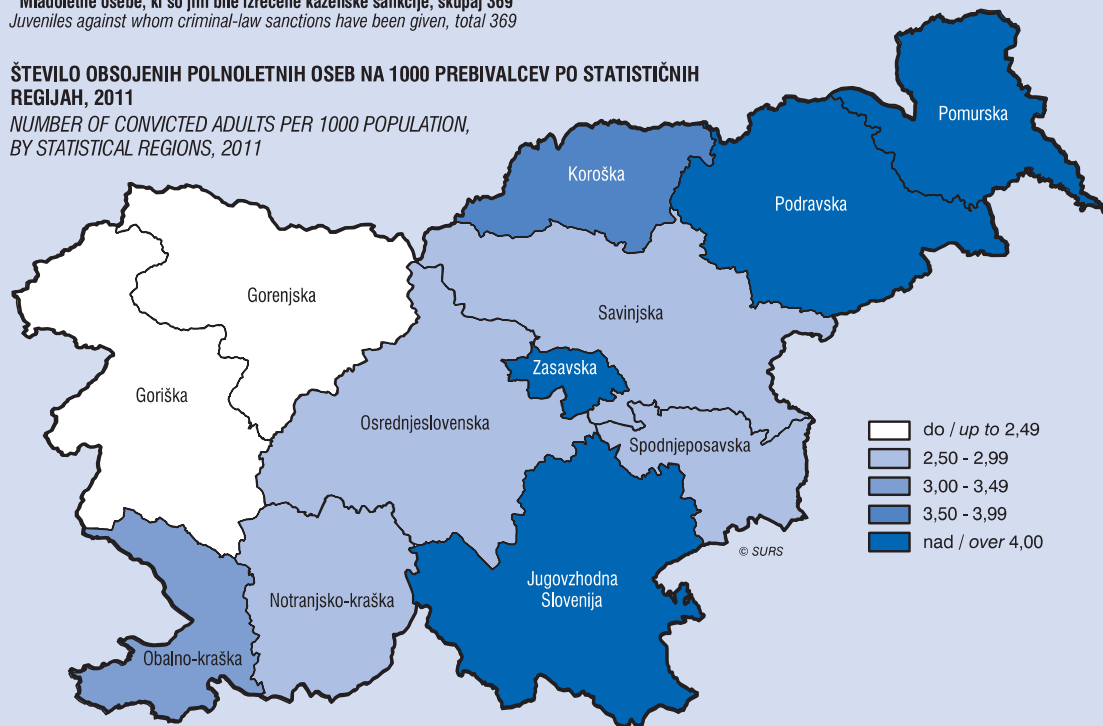 Mladoletne osebe, ki so jim bile izrečene kazenske sankcije, skupaj 369
Juveniles against whom criminal-law sanctions have been given, total 369
ŠTEVILO OBSOJENIH POLNOLETNIH OSEB NA 1000 PREBIVALCEV PO STATISTIČNIH
REGIJAH, 2011
NUMBER OF CONVICTED ADULTS PER 1000 POPULATION,
BY STATISTICAL REGIONS, 2011
Pomurska
Koroška
Podravska
Gorenjska
Savinjska
Zasavska
Goriška
Osrednjeslovenska
Spodnjeposavska
do / up to 2,49
2,50 - 2,99
3,00 - 3,49
3,50 - 3,99
nad / over 4,00
© SURS
Jugovzhodna
Slovenija
Notranjsko-kraška
Obalno-kraška